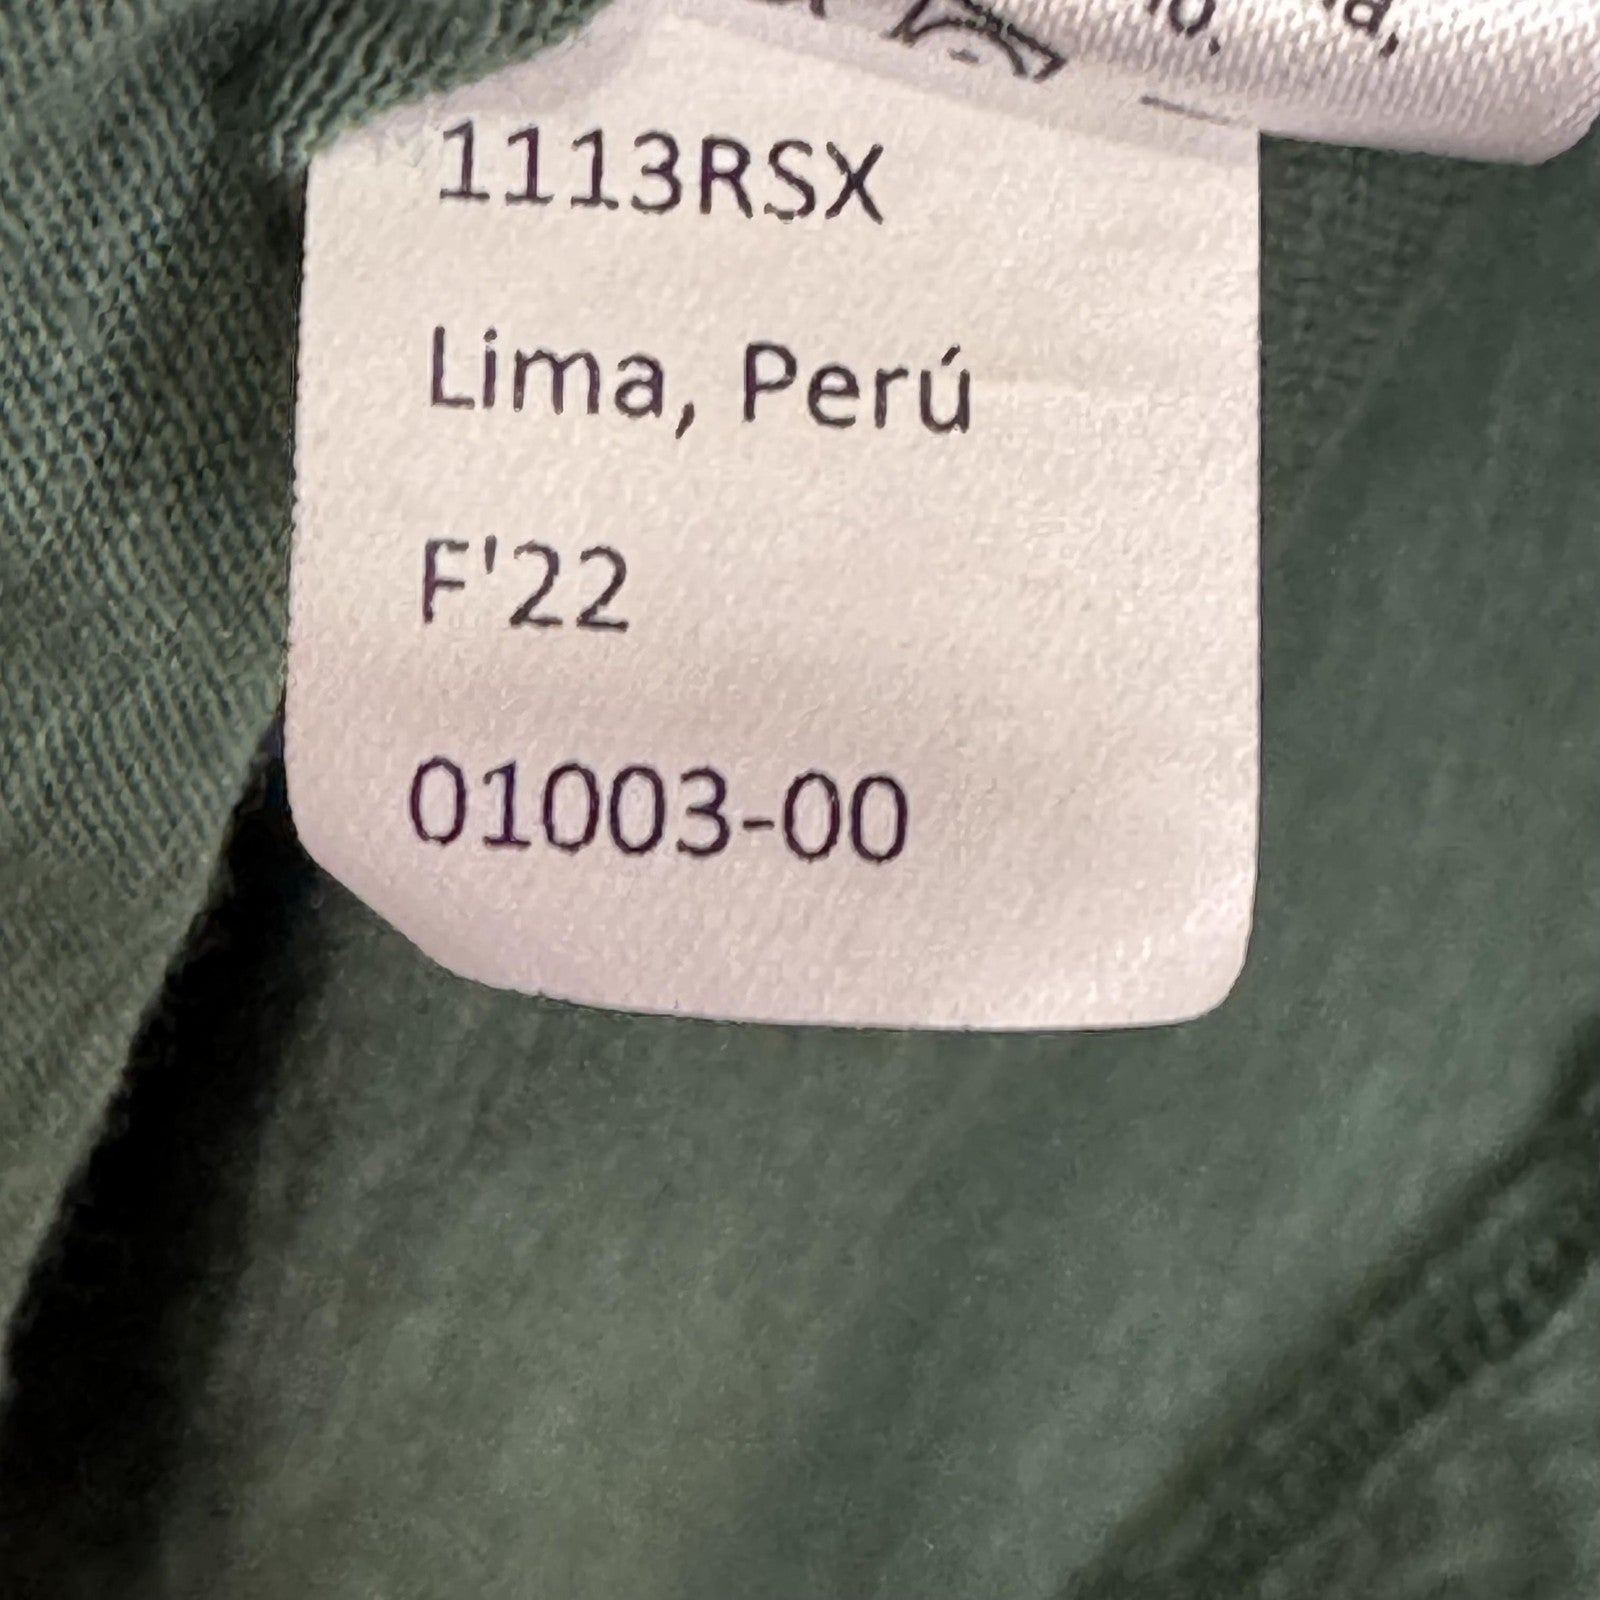 1113RSX
Lima, Perú
F'22
01003-00